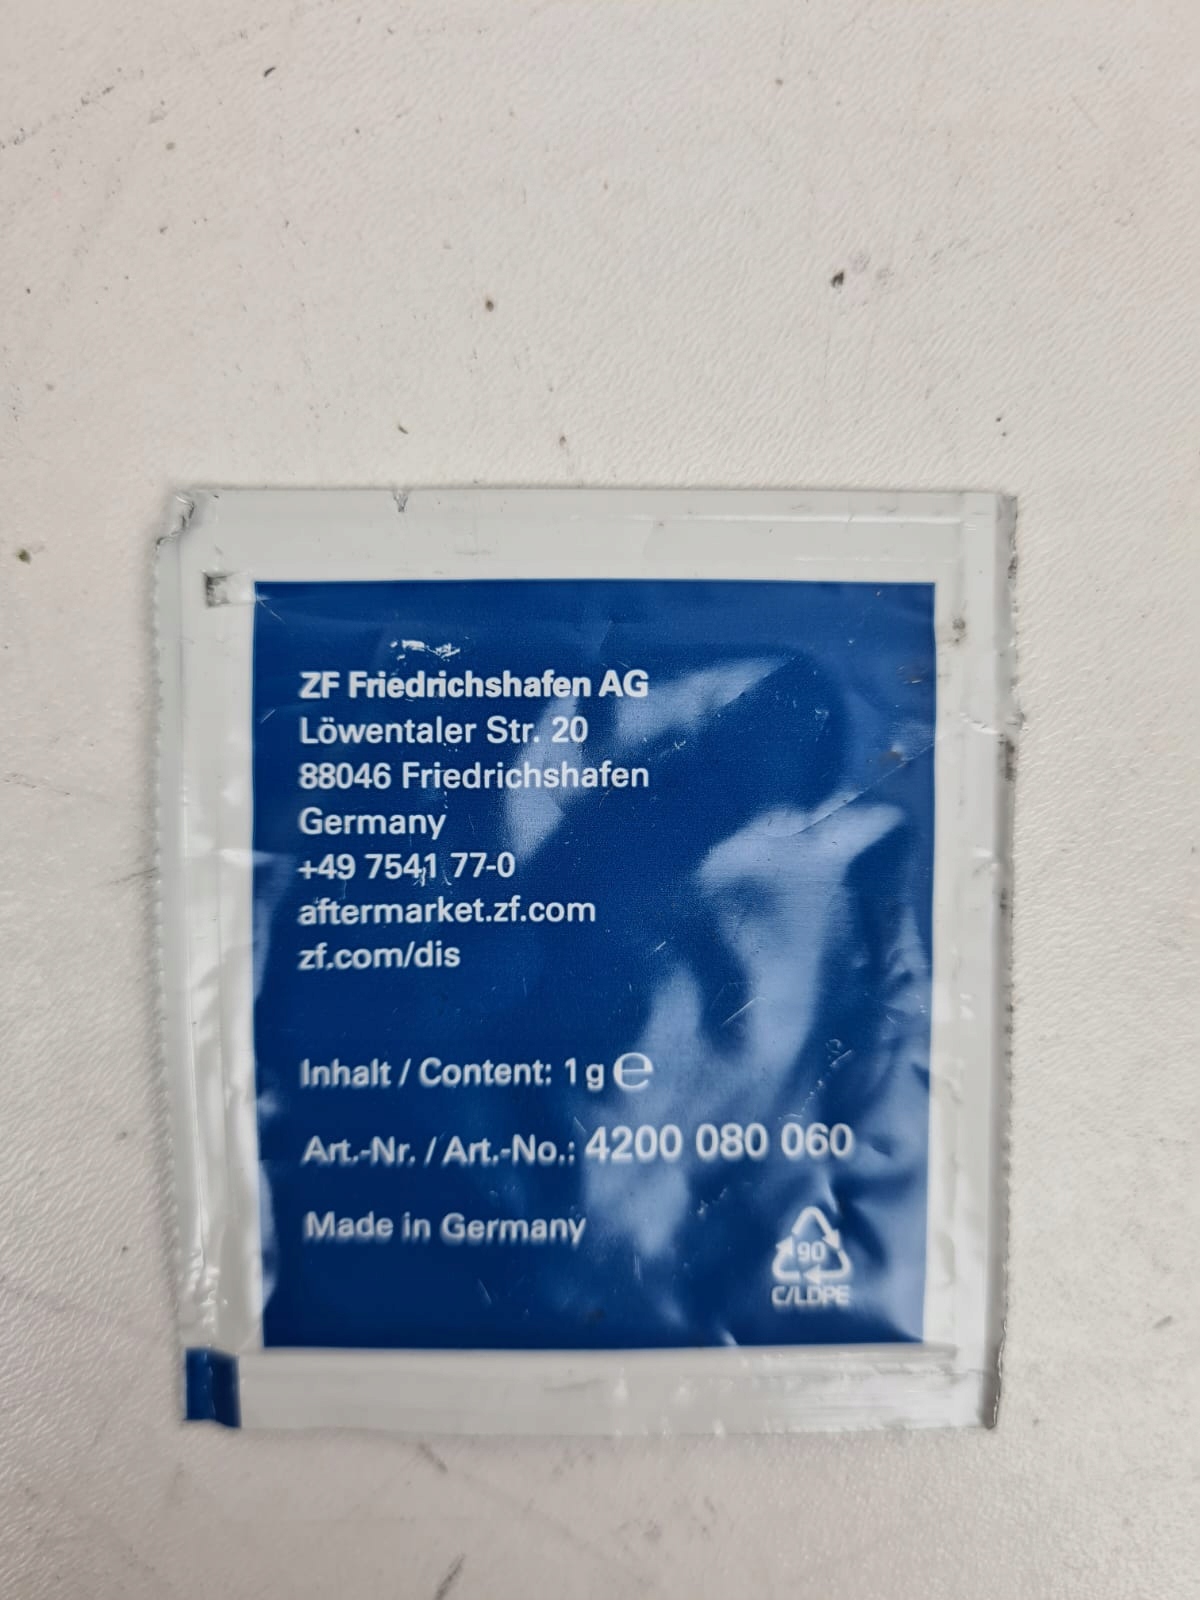 ZF Friedrichshafen AG
Löwentaler Str. 20
88046 Friedrichshafen
Germany
+49 7541 77-0
aftermarket.zf.com
zf.com/dis
Inhalt / Content: 1 g ℮
Art.-Nr. / Art.-No.: 4200 080 060
Made in Germany
90
C/LDPE